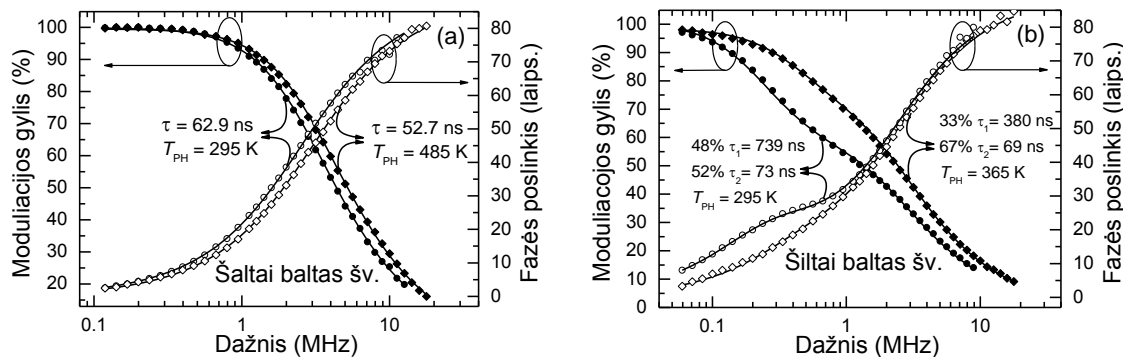 Moduliacijos gylis (%)
100
90
80
70
60
50
40
30
20
0.1
1
10
Dažnis (MHz)
80
70
60
50
40
30
20
10
0
Fazės poslinkis (laips.)
(a)
τ = 62.9 ns
T_PH = 295 K
τ = 52.7 ns
T_PH = 485 K
Šaltai baltas šv.
Moduliacojos gylis (%)
100
90
80
70
60
50
40
30
20
10
0
0.1
1
10
Dažnis (MHz)
80
70
60
50
40
30
20
10
0
Fazės poslinkis (laips.)
(b)
48% τ₁= 739 ns
52% τ₂= 73 ns
T_PH = 295 K
33% τ₁= 380 ns
67% τ₂= 69 ns
T_PH = 365 K
Šiltai baltas šv.